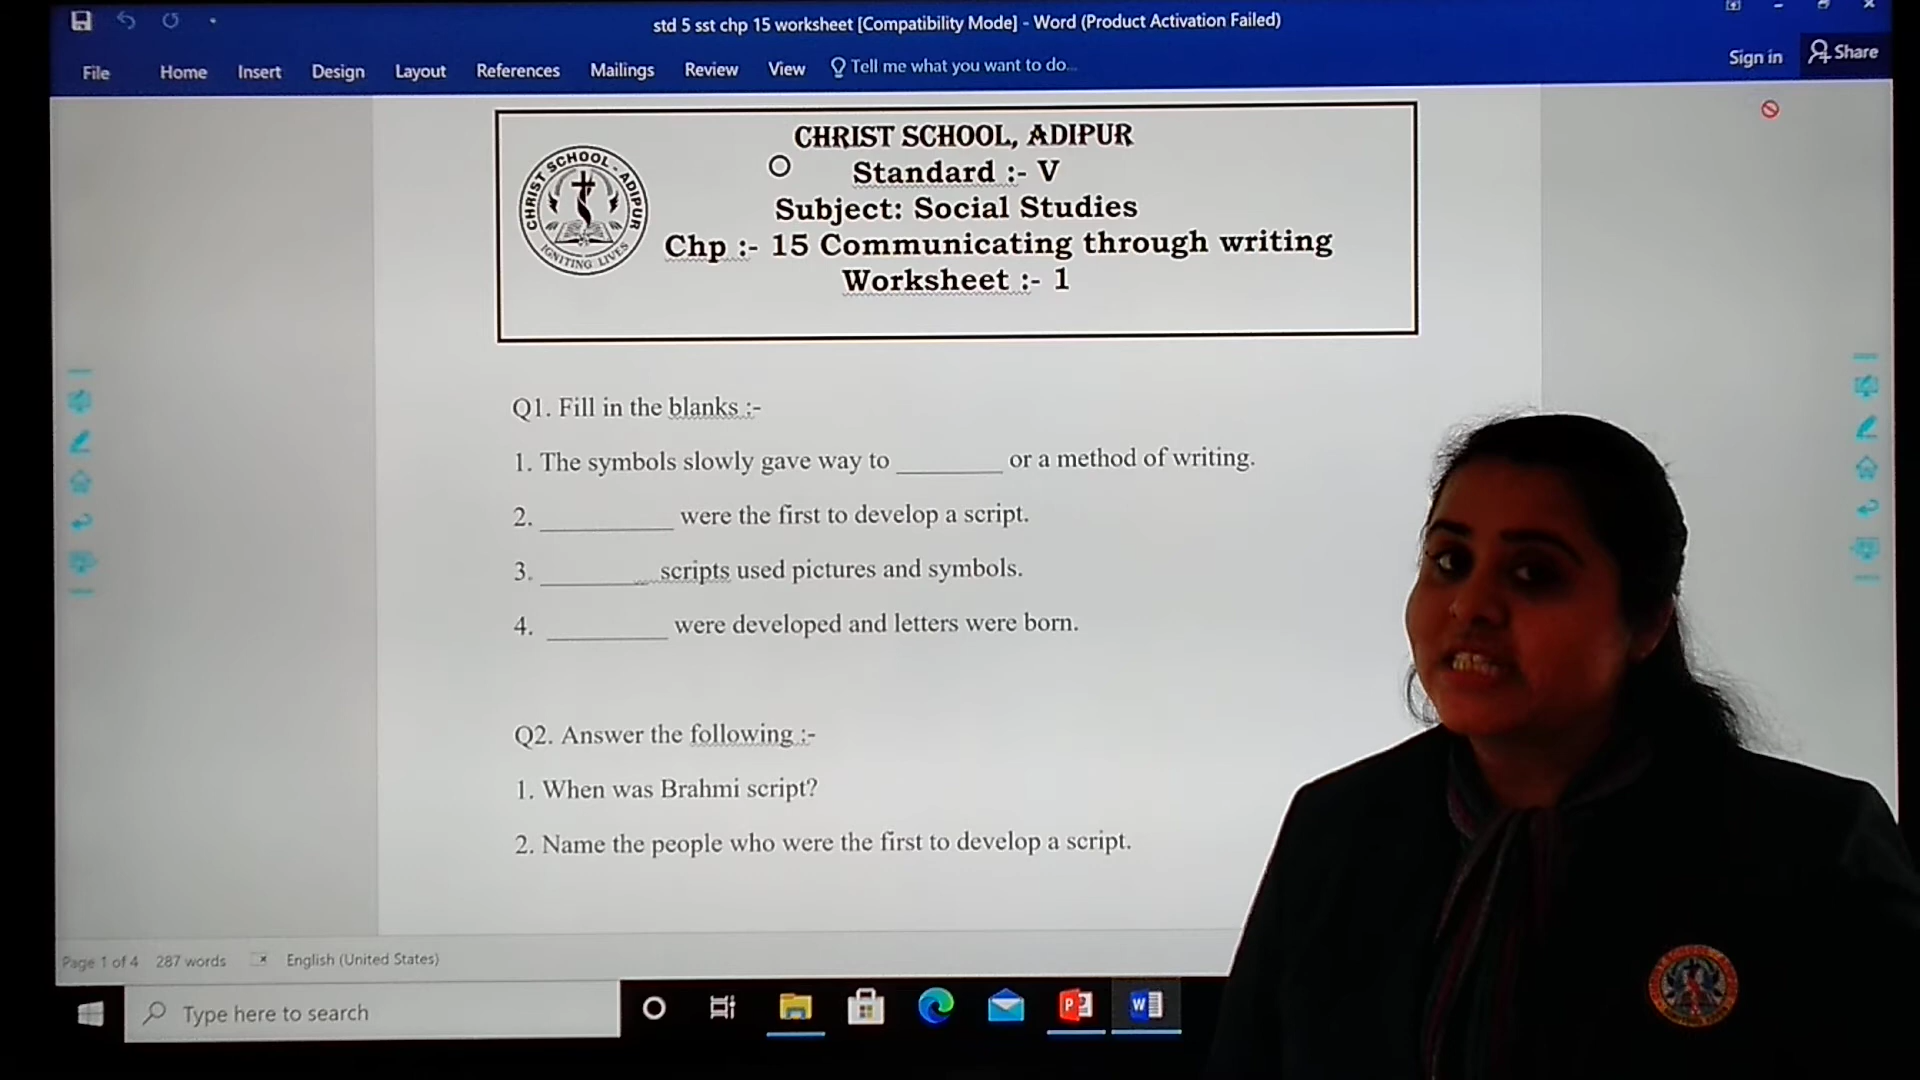 std 5 sst chp 15 worksheet [Compatibility Mode] - Word (Product Activation Failed)
File Home Insert Design Layout References Mailings Review View Tell me what you want to do... Sign in Share
CHRIST SCHOOL, ADIPUR
Standard :- V
Subject: Social Studies
Chp :- 15 Communicating through writing
Worksheet :- 1
CHRIST SCHOOL - ADIPUR
IGNITING LIVES
Q1. Fill in the blanks :-
1. The symbols slowly gave way to ________ or a method of writing.
2. __________ were the first to develop a script.
3. ________ scripts used pictures and symbols.
4. _________ were developed and letters were born.
Q2. Answer the following :-
1. When was Brahmi script?
2. Name the people who were the first to develop a script.
Page 1 of 4 287 words English (United States)
Type here to search